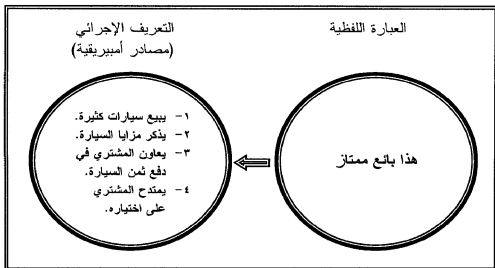 العبارة اللفظية
التعريف الإجرائي
(مصادر أمبيريقية)
هذا بائع ممتاز
١- يبيع سيارات كثيرة.
٢- يذكر مزايا السيارة.
٣- يعاون المشتري في
دفع ثمن السيارة.
٤- يمتدح المشتري
على اختياره.